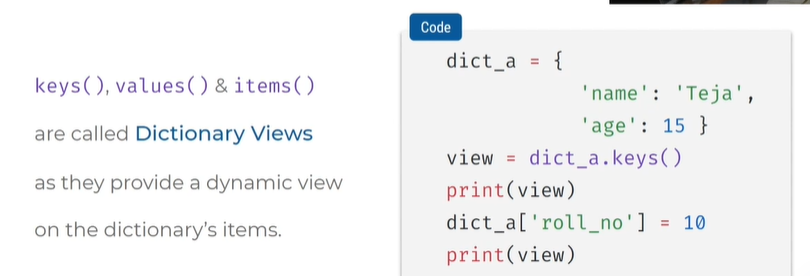 keys(), values() & items()
are called Dictionary Views
as they provide a dynamic view
on the dictionary's items.
Code
dict_a = {
'name': 'Teja',
'age': 15 }
view = dict_a.keys()
print(view)
dict_a['roll_no'] = 10
print(view)